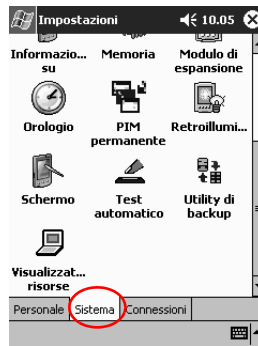 Impostazioni 10.05
Informazio... Memoria Modulo di
su espansione
Orologio PIM Retroillumi...
permanente
Schermo Test Utility di
automatico backup
Visualizzat...
risorse
Personale Sistema Connessioni